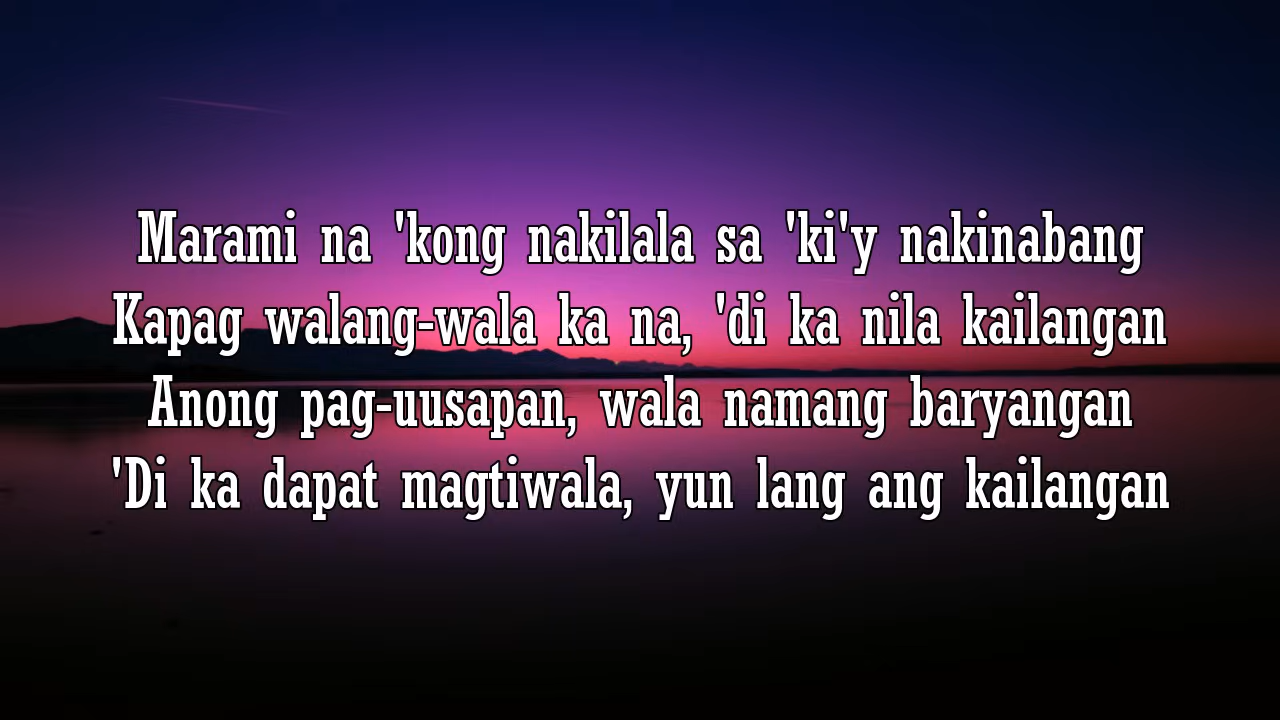 Marami na 'kong nakilala sa 'ki'y nakinabang
Kapag walang-wala ka na, 'di ka nila kailangan
Anong pag-uusapan, wala namang baryangan
'Di ka dapat magtiwala, yun lang ang kailangan